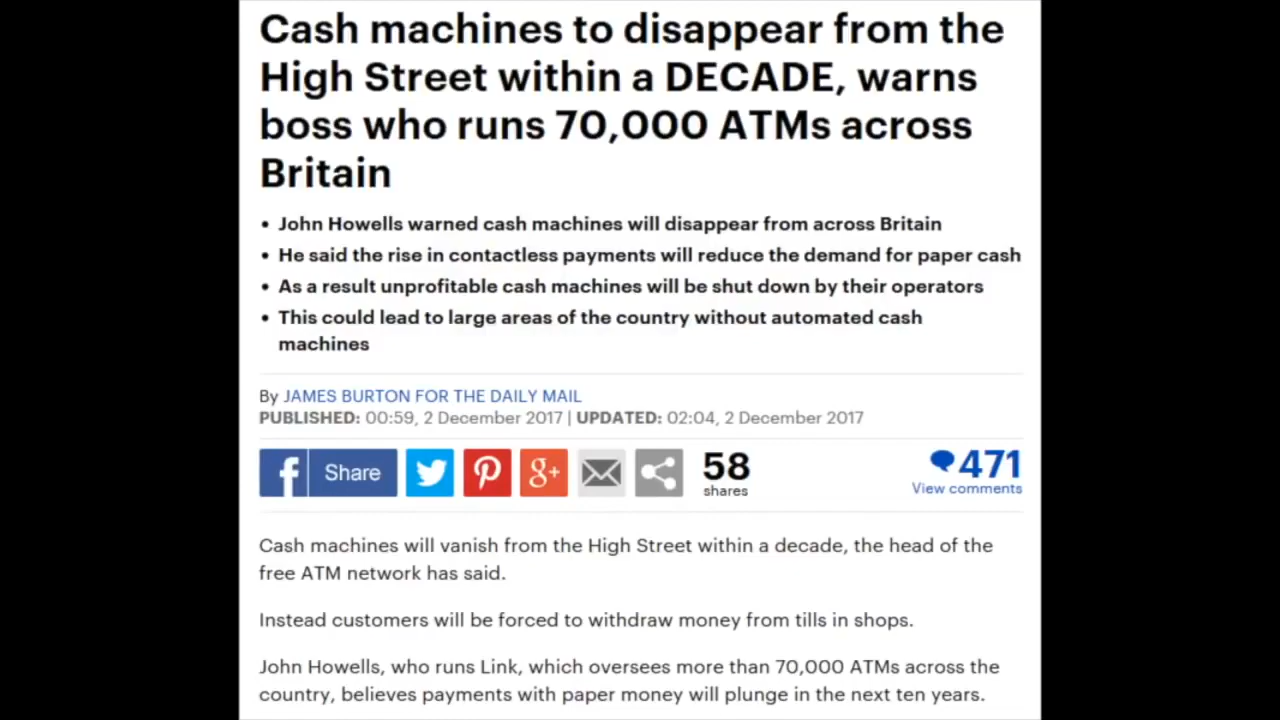 Cash machines to disappear from the
High Street within a DECADE, warns
boss who runs 70,000 ATMs across
Britain
• John Howells warned cash machines will disappear from across Britain
• He said the rise in contactless payments will reduce the demand for paper cash
• As a result unprofitable cash machines will be shut down by their operators
• This could lead to large areas of the country without automated cash
machines
By JAMES BURTON FOR THE DAILY MAIL
PUBLISHED: 00:59, 2 December 2017 | UPDATED: 02:04, 2 December 2017
f Share g+ 58 471
shares View comments
Cash machines will vanish from the High Street within a decade, the head of the
free ATM network has said.
Instead customers will be forced to withdraw money from tills in shops.
John Howells, who runs Link, which oversees more than 70,000 ATMs across the
country, believes payments with paper money will plunge in the next ten years.